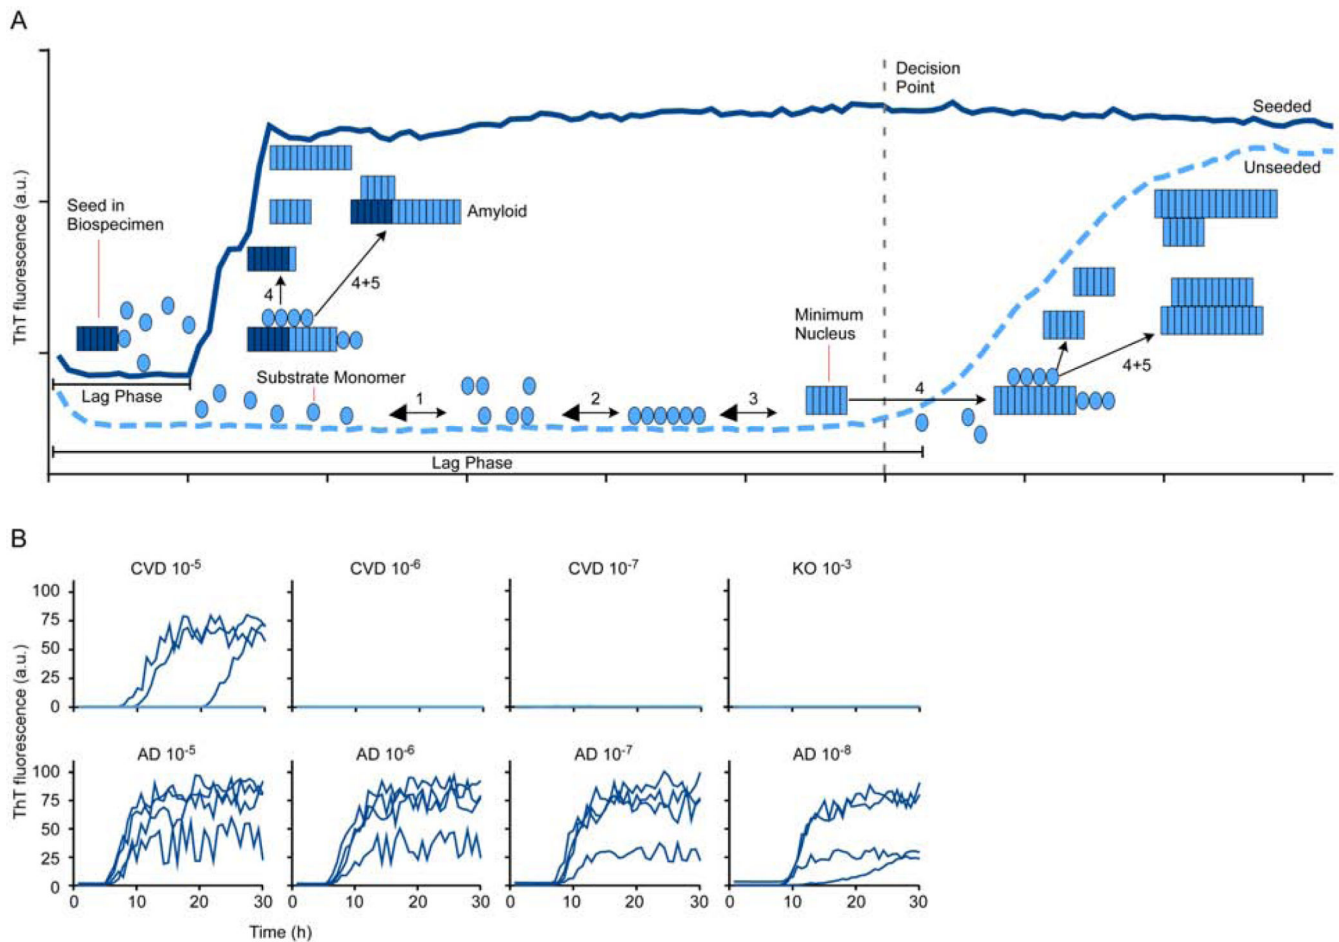 A
Decision
Point
Seeded
Unseeded
ThT fluorescence (a.u.)
Seed in
Biospecimen
Amyloid
4
4+5
Minimum
Nucleus
Substrate Monomer
Lag Phase
1
2
3
4
4+5
Lag Phase
B
CVD 10-5
CVD 10-6
CVD 10-7
KO 10-3
100
75
50
25
0
ThT fluorescence (a.u.)
AD 10-5
AD 10-6
AD 10-7
AD 10-8
100
75
50
25
0
0 10 20 30
0 10 20 30
0 10 20 30
0 10 20 30
Time (h)